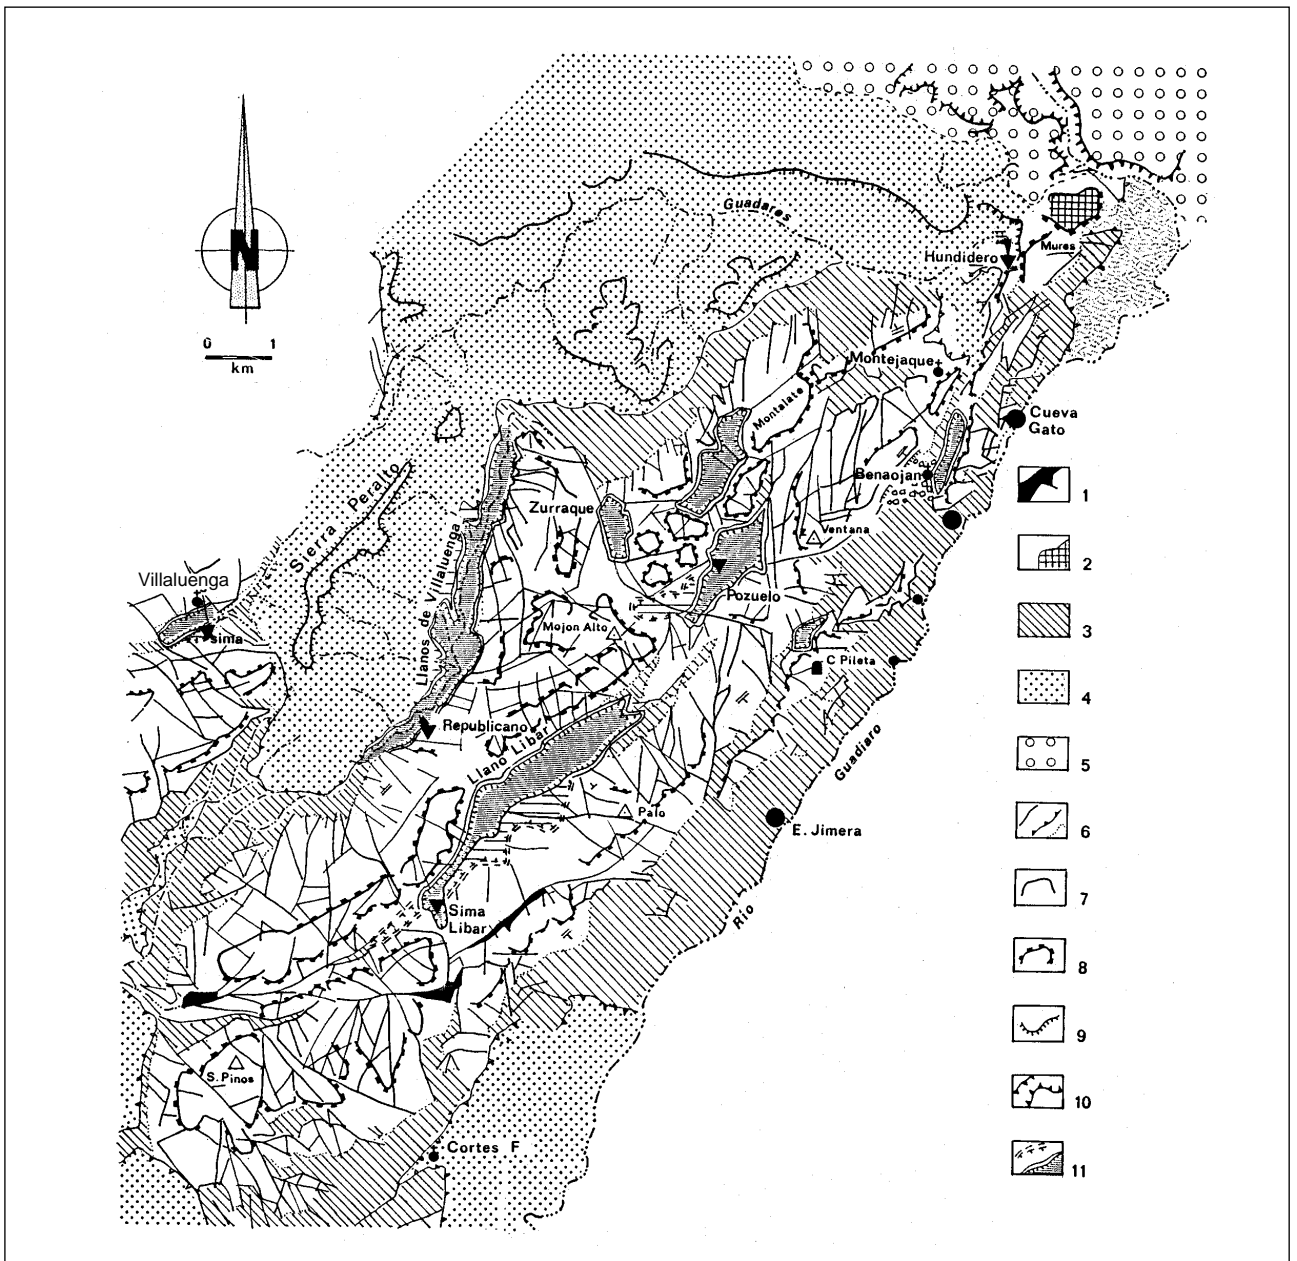 Guadares
Hundidero
Mures
N
0 1
km
Montejaque
Montalate
Cueva
Gato
Benaojan
1
Zurraque
Ventana
Sierra Peralto
Llanos de Villaluenga
2
Villaluenga
Pozuelo
sima
Mojon Alto
3
C Pileta
4
Republicano
Llano Libar
Guadiaro
5
Palo
6
E. Jimera
7
Sima
Libar
Rio
8
9
S. Pinos
10
Cortes F
11